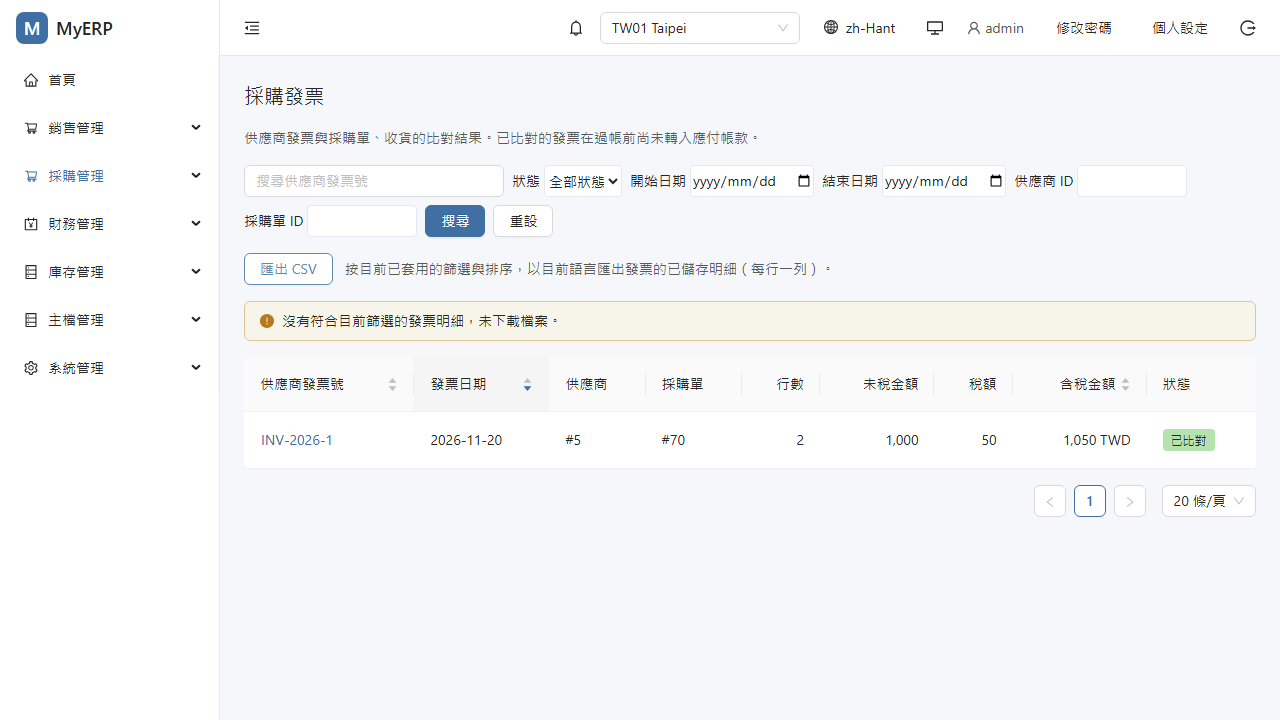 M MyERP
TW01 Taipei
zh-Hant
admin
修改密碼
個人設定
首頁
銷售管理
採購管理
財務管理
庫存管理
主檔管理
系統管理
採購發票
供應商發票與採購單、收貨的比對結果。已比對的發票在過帳前尚未轉入應付帳款。
搜尋供應商發票號 狀態 全部狀態 開始日期 yyyy/mm/dd 結束日期 yyyy/mm/dd 供應商 ID
採購單 ID 搜尋 重設
匯出 CSV 按目前已套用的篩選與排序，以目前語言匯出發票的已儲存明細（每行一列）。
沒有符合目前篩選的發票明細，未下載檔案。
供應商發票號 發票日期 供應商 採購單 行數 未稅金額 稅額 含稅金額 狀態
INV-2026-1 2026-11-20 #5 #70 2 1,000 50 1,050 TWD 已比對
1 20 條/頁